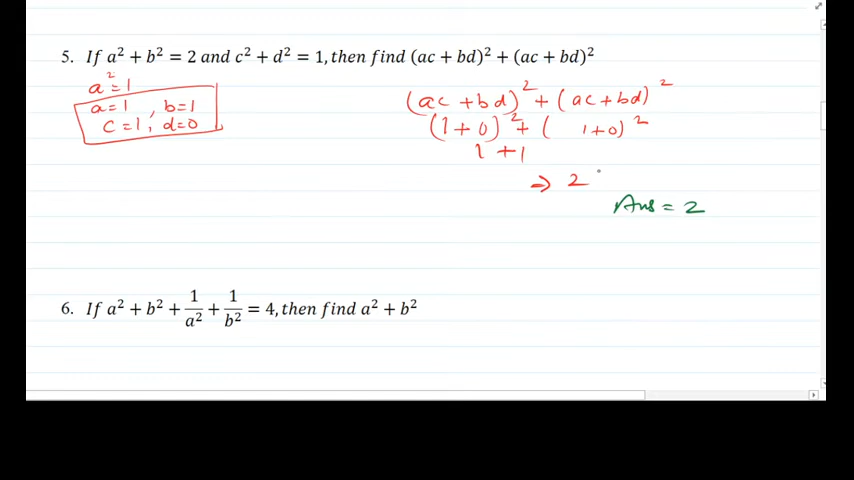 5. If a² + b² = 2 and c² + d² = 1, then find (ac + bd)² + (ac + bd)²
a² = 1
a = 1 , b = 1
c = 1 , d = 0
(ac + bd)² + (ac + bd)²
(1 + 0)² + ( 1 + 0)²
1 + 1
⇒ 2
Ans = 2
6. If a² + b² + 1/a² + 1/b² = 4, then find a² + b²